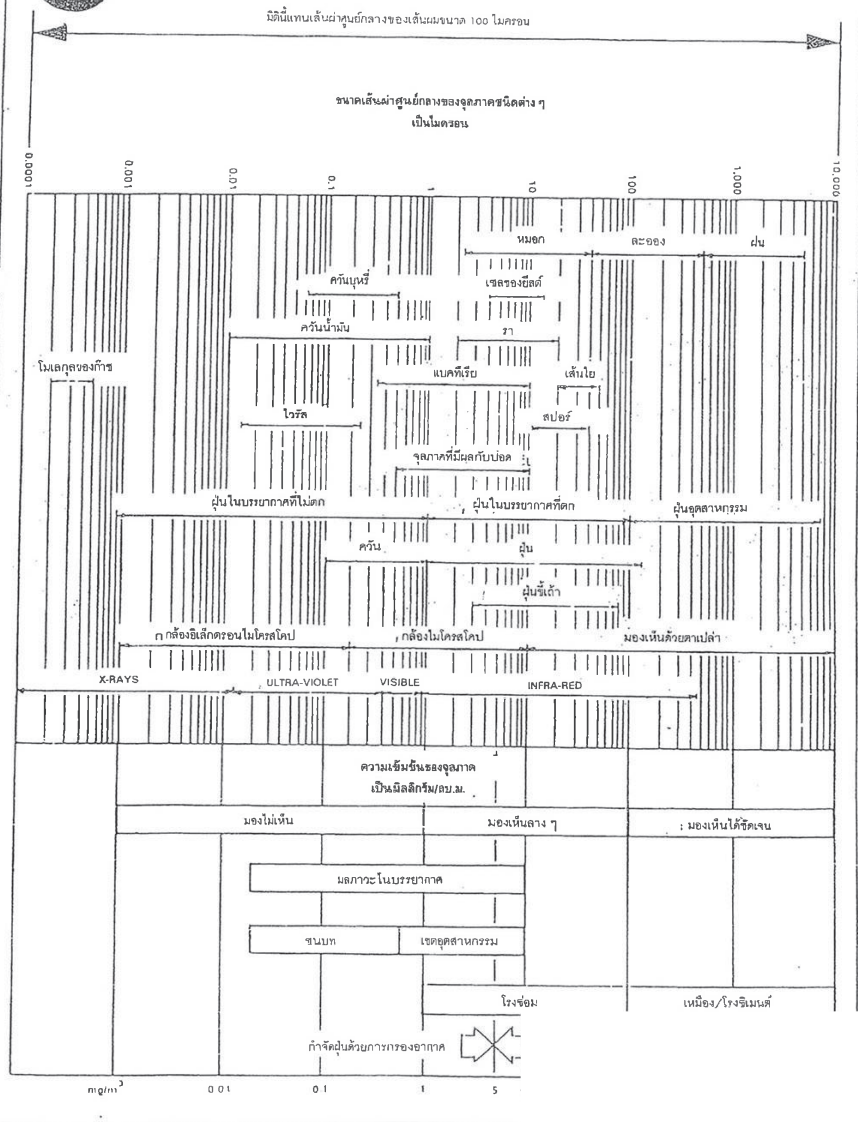 มิตินี้แทนเส้นผ่าศูนย์กลางของเส้นผมขนาด 100 ไมครอน
ขนาดเส้นผ่าศูนย์กลางของจุลภาคชนิดต่าง ๆ
เป็นไมครอน
0.0001 0.001 0.01 0.1 1 10 100 1,000 10,000
หมอก ละออง ฝน
ควันบุหรี่ เซลของยีสต์
ควันน้ำมัน รา
โมเลกุลของก๊าซ แบคทีเรีย เส้นใย
ไวรัส สปอร์
จุลภาคที่มีผลกับปอด
ฝุ่นในบรรยากาศที่ไม่ตก ฝุ่นในบรรยากาศที่ตก ฝุ่นอุตสาหกรรม
ควัน ฝุ่น
ฝุ่นขี้เถ้า
กล้องอิเล็กตรอนไมโครสโคป กล้องไมโครสโคป มองเห็นด้วยตาเปล่า
X-RAYS ULTRA-VIOLET VISIBLE INFRA-RED
ความเข้มข้นของจุลภาค
เป็นมิลลิกรัม/ลบ.ม.
มองไม่เห็น มองเห็นลาง ๆ มองเห็นได้ชัดเจน
มลภาวะในบรรยากาศ
ชนบท เขตอุตสาหกรรม
โรงซ่อม เหมือง/โรงซิเมนต์
กำจัดฝุ่นด้วยการกรองอากาศ
mg/m³ 0.01 0.1 1 5